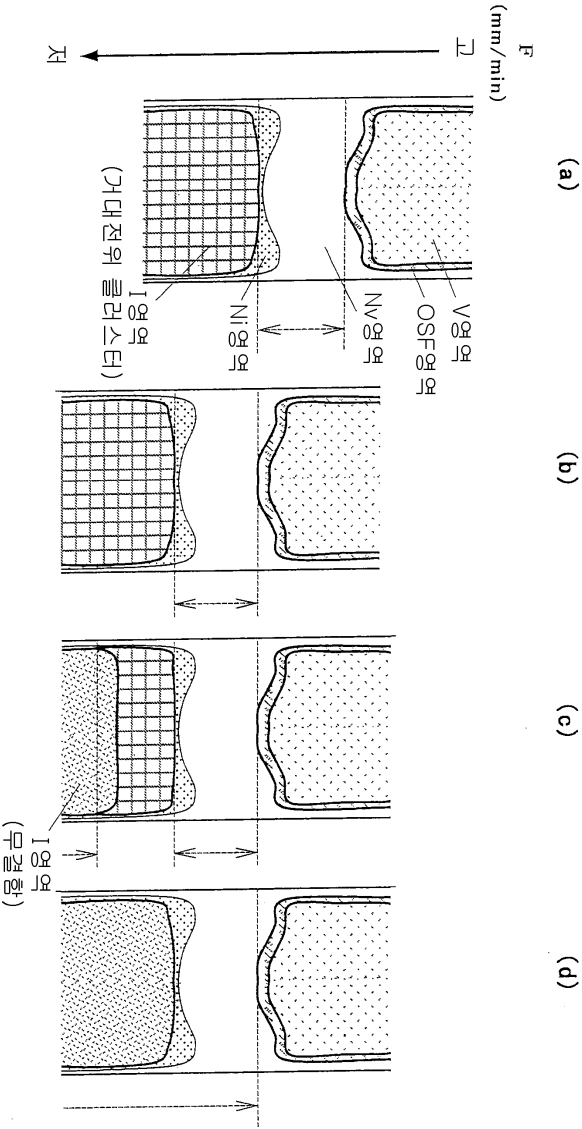 F
(mm/min)
고
저
(a)
V영역
OSF영역
Nv영역
Ni영역
I영역
(거대전위 클러스터)
(b)
(c)
I영역
(무결함)
(d)